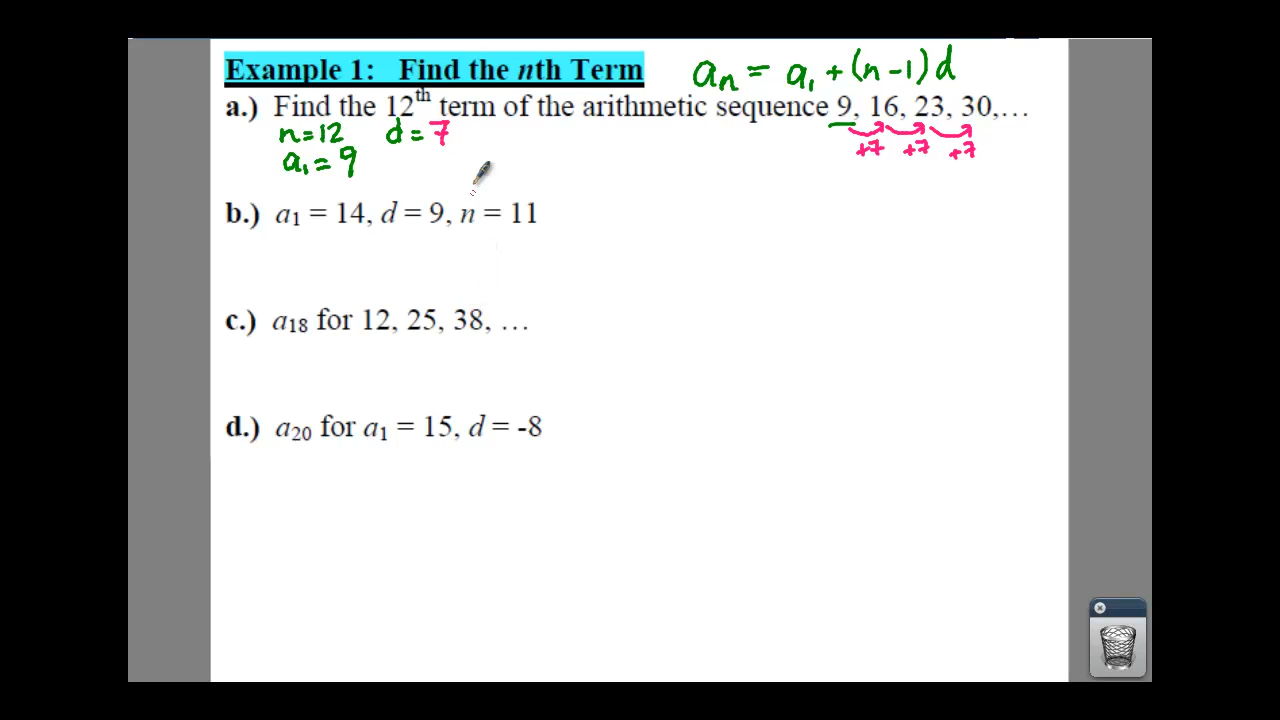 Example 1: Find the nth Term aₙ = a₁ + (n - 1) d
a.) Find the 12th term of the arithmetic sequence 9, 16, 23, 30,…
n = 12 d = 7 +7 +7 +7
a₁ = 9
b.) a₁ = 14, d = 9, n = 11
c.) a₁₈ for 12, 25, 38, …
d.) a₂₀ for a₁ = 15, d = -8